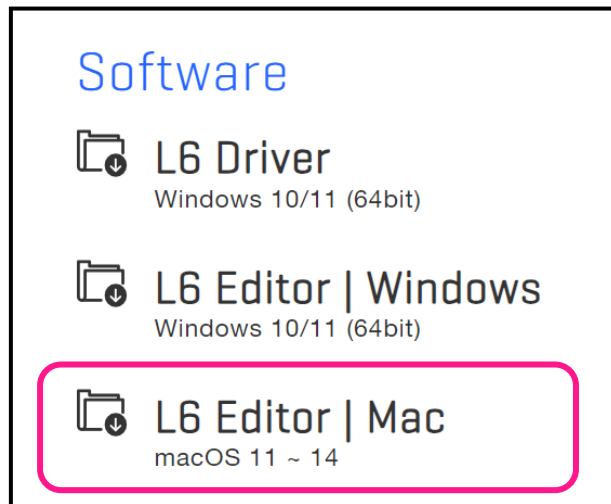 Software
L6 Driver
Windows 10/11 (64bit)
L6 Editor | Windows
Windows 10/11 (64bit)
L6 Editor | Mac
macOS 11 ~ 14